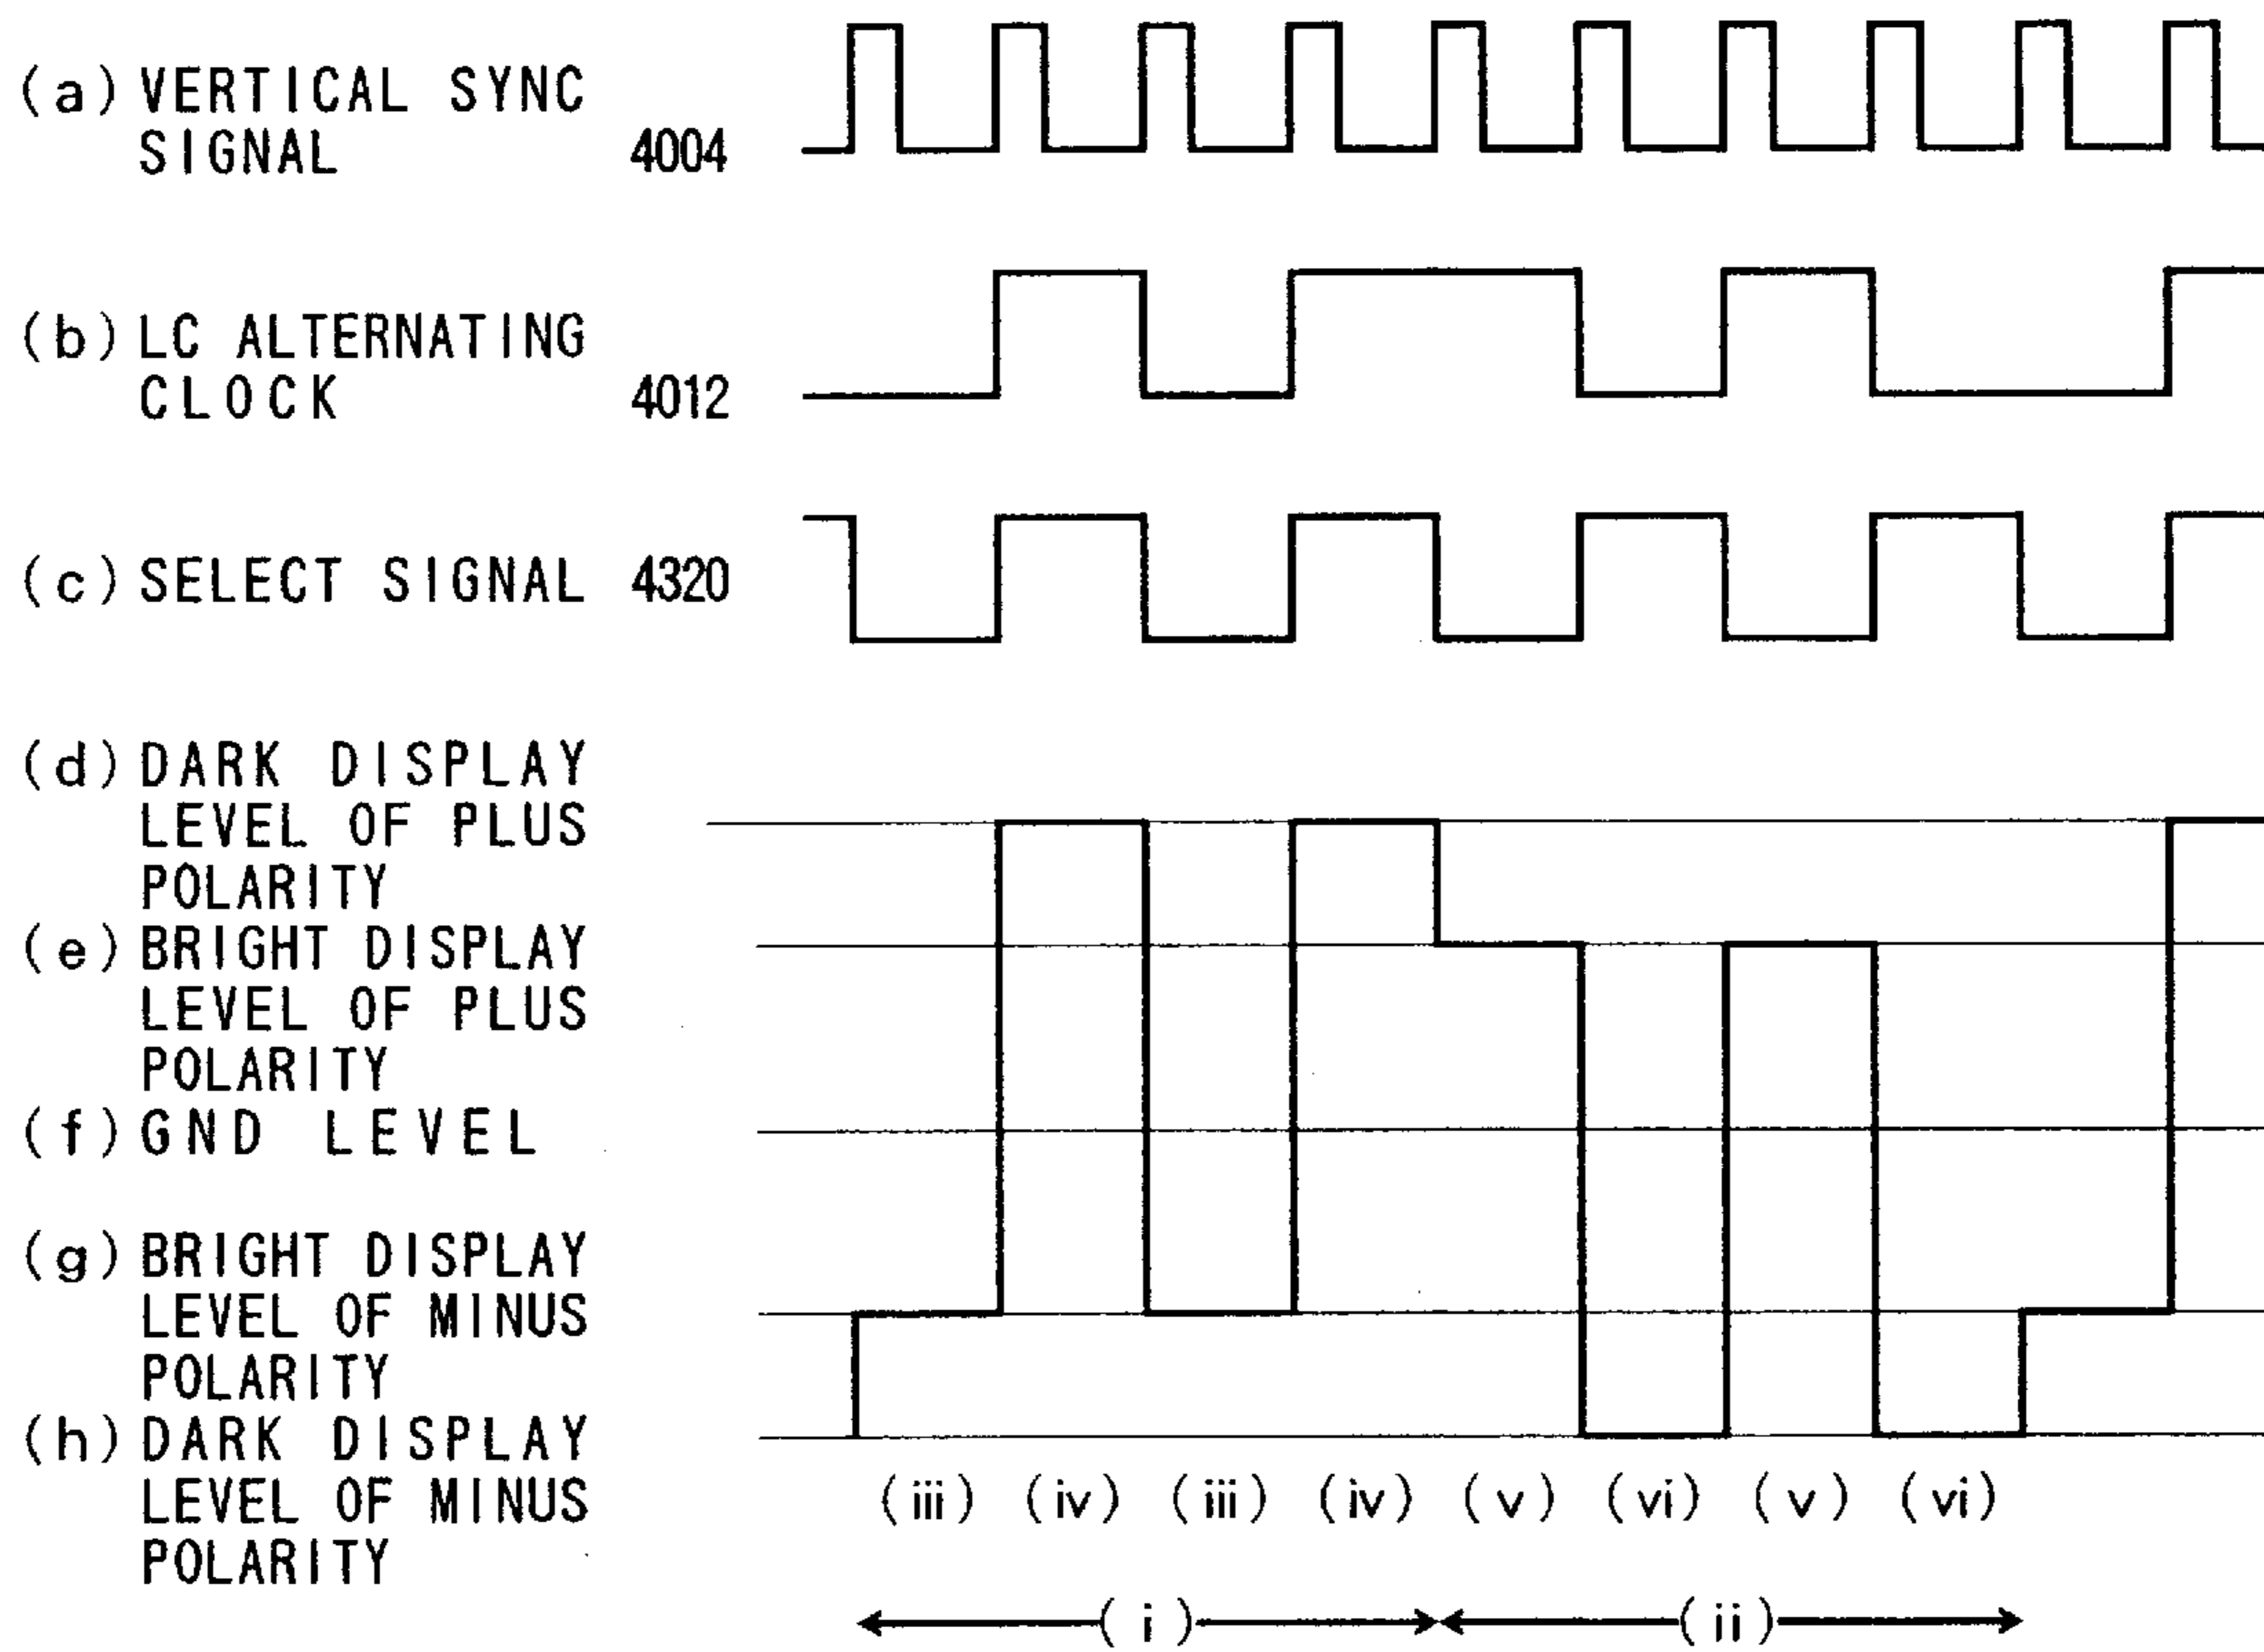 (a) VERTICAL SYNC
SIGNAL 4004
(b) LC ALTERNATING
CLOCK 4012
(c) SELECT SIGNAL 4320
(d) DARK DISPLAY
LEVEL OF PLUS
POLARITY
(e) BRIGHT DISPLAY
LEVEL OF PLUS
POLARITY
(f) GND LEVEL
(g) BRIGHT DISPLAY
LEVEL OF MINUS
POLARITY
(h) DARK DISPLAY
LEVEL OF MINUS
POLARITY
(iii) (iv) (iii) (iv) (v) (vi) (v) (vi)
(i) (ii)